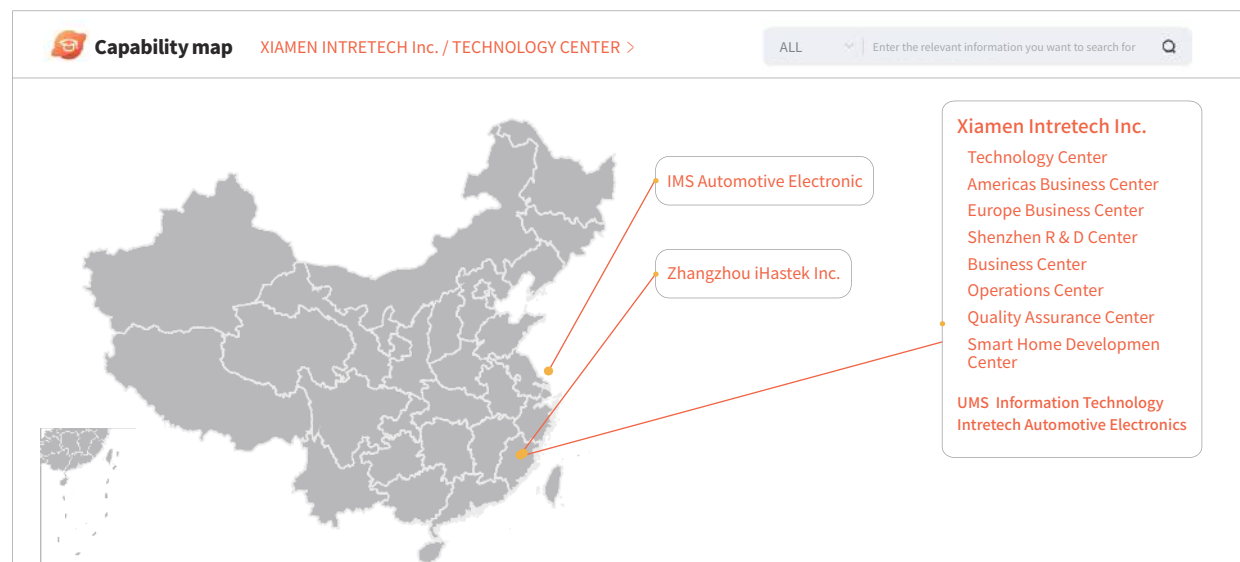 Capability map
XIAMEN INTRETECH Inc. / TECHNOLOGY CENTER >
ALL
Enter the relevant information you want to search for
IMS Automotive Electronic
Zhangzhou iHastek Inc.
Xiamen Intretech Inc.
Technology Center
Americas Business Center
Europe Business Center
Shenzhen R & D Center
Business Center
Operations Center
Quality Assurance Center
Smart Home Developmen
Center
UMS Information Technology
Intretech Automotive Electronics